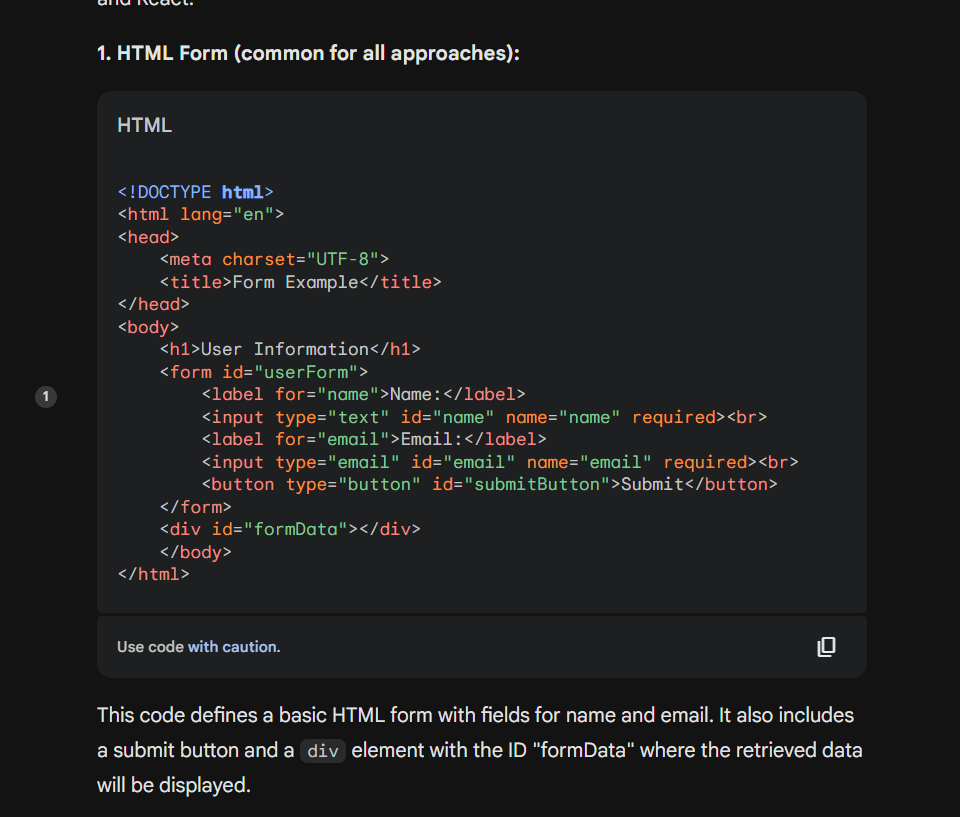 and React.
1. HTML Form (common for all approaches):
HTML
<!DOCTYPE html>
<html lang="en">
<head>
    <meta charset="UTF-8">
    <title>Form Example</title>
</head>
<body>
    <h1>User Information</h1>
    <form id="userForm">
        <label for="name">Name:</label>
        <input type="text" id="name" name="name" required><br>
        <label for="email">Email:</label>
        <input type="email" id="email" name="email" required><br>
        <button type="button" id="submitButton">Submit</button>
    </form>
    <div id="formData"></div>
    </body>
</html>
1
Use code with caution.
This code defines a basic HTML form with fields for name and email. It also includes
a submit button and a div element with the ID "formData" where the retrieved data
will be displayed.